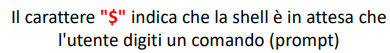 Il carattere "$" indica che la shell è in attesa che
l'utente digiti un comando (prompt)